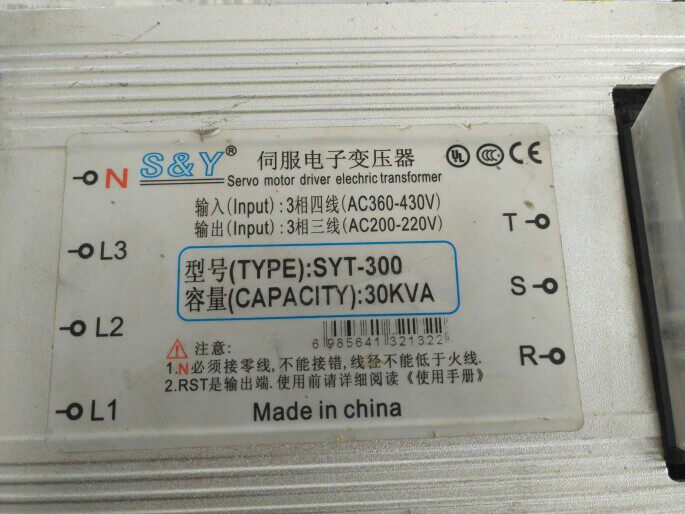 S&Y® 伺服电子变压器
Servo motor driver elechric transformer
输入(Input):3相四线(AC360-430V)
输出(Input):3相三线(AC200-220V)
型号(TYPE):SYT-300
容量(CAPACITY):30KVA
6 985641 321322
注意:
1.N必须接零线,不能接错,线径不能低于火线.
2.RST是输出端.使用前请详细阅读《使用手册》
Made in china
N
L3
L2
L1
UL
CCC
CE
T
S
R